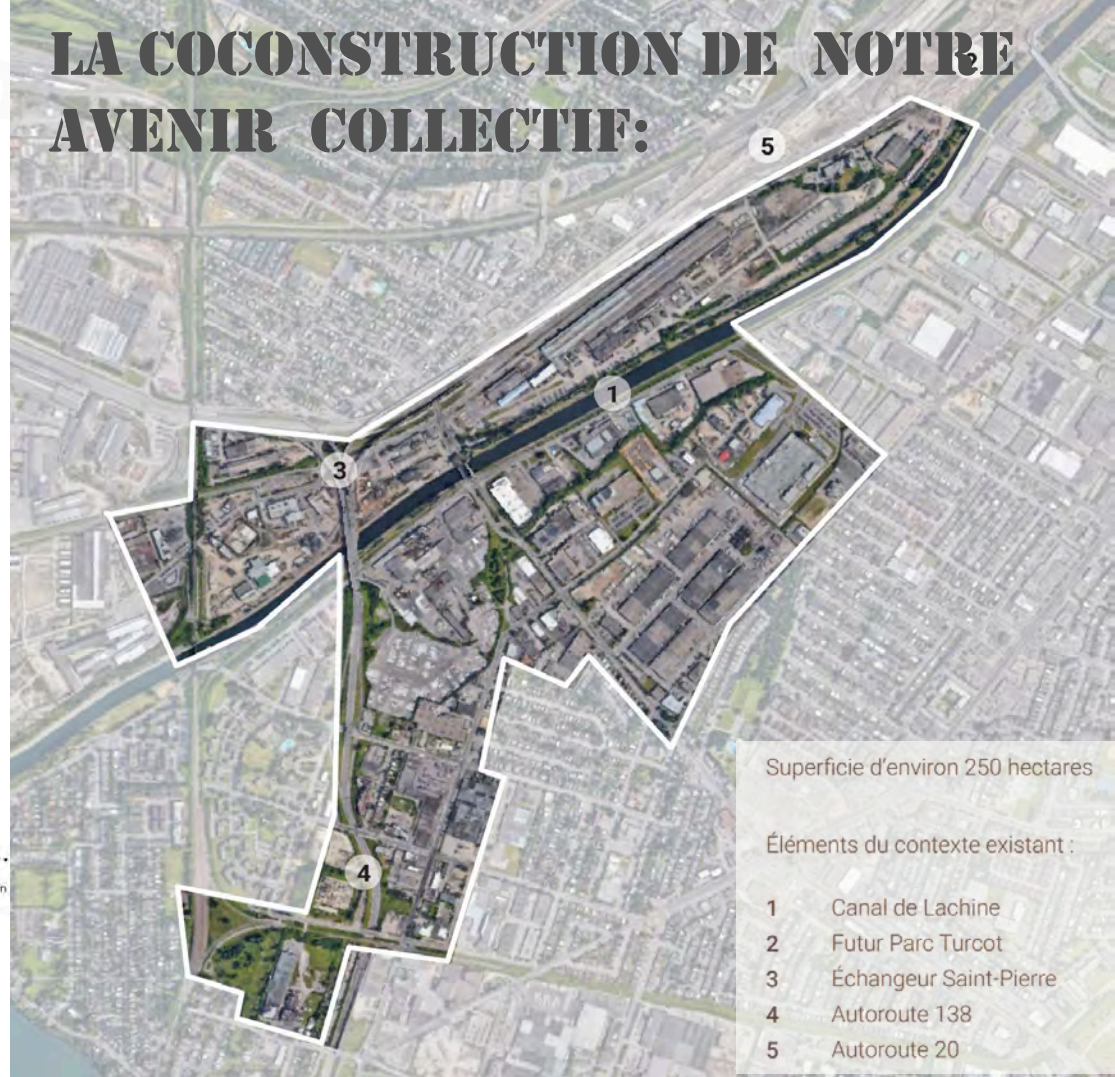 LA COCONSTRUCTION DE NOTRE
AVENIR COLLECTIF:
2
5
1
3
4
n
Superficie d'environ 250 hectares
Éléments du contexte existant :
1 Canal de Lachine
2 Futur Parc Turcot
3 Échangeur Saint-Pierre
4 Autoroute 138
5 Autoroute 20